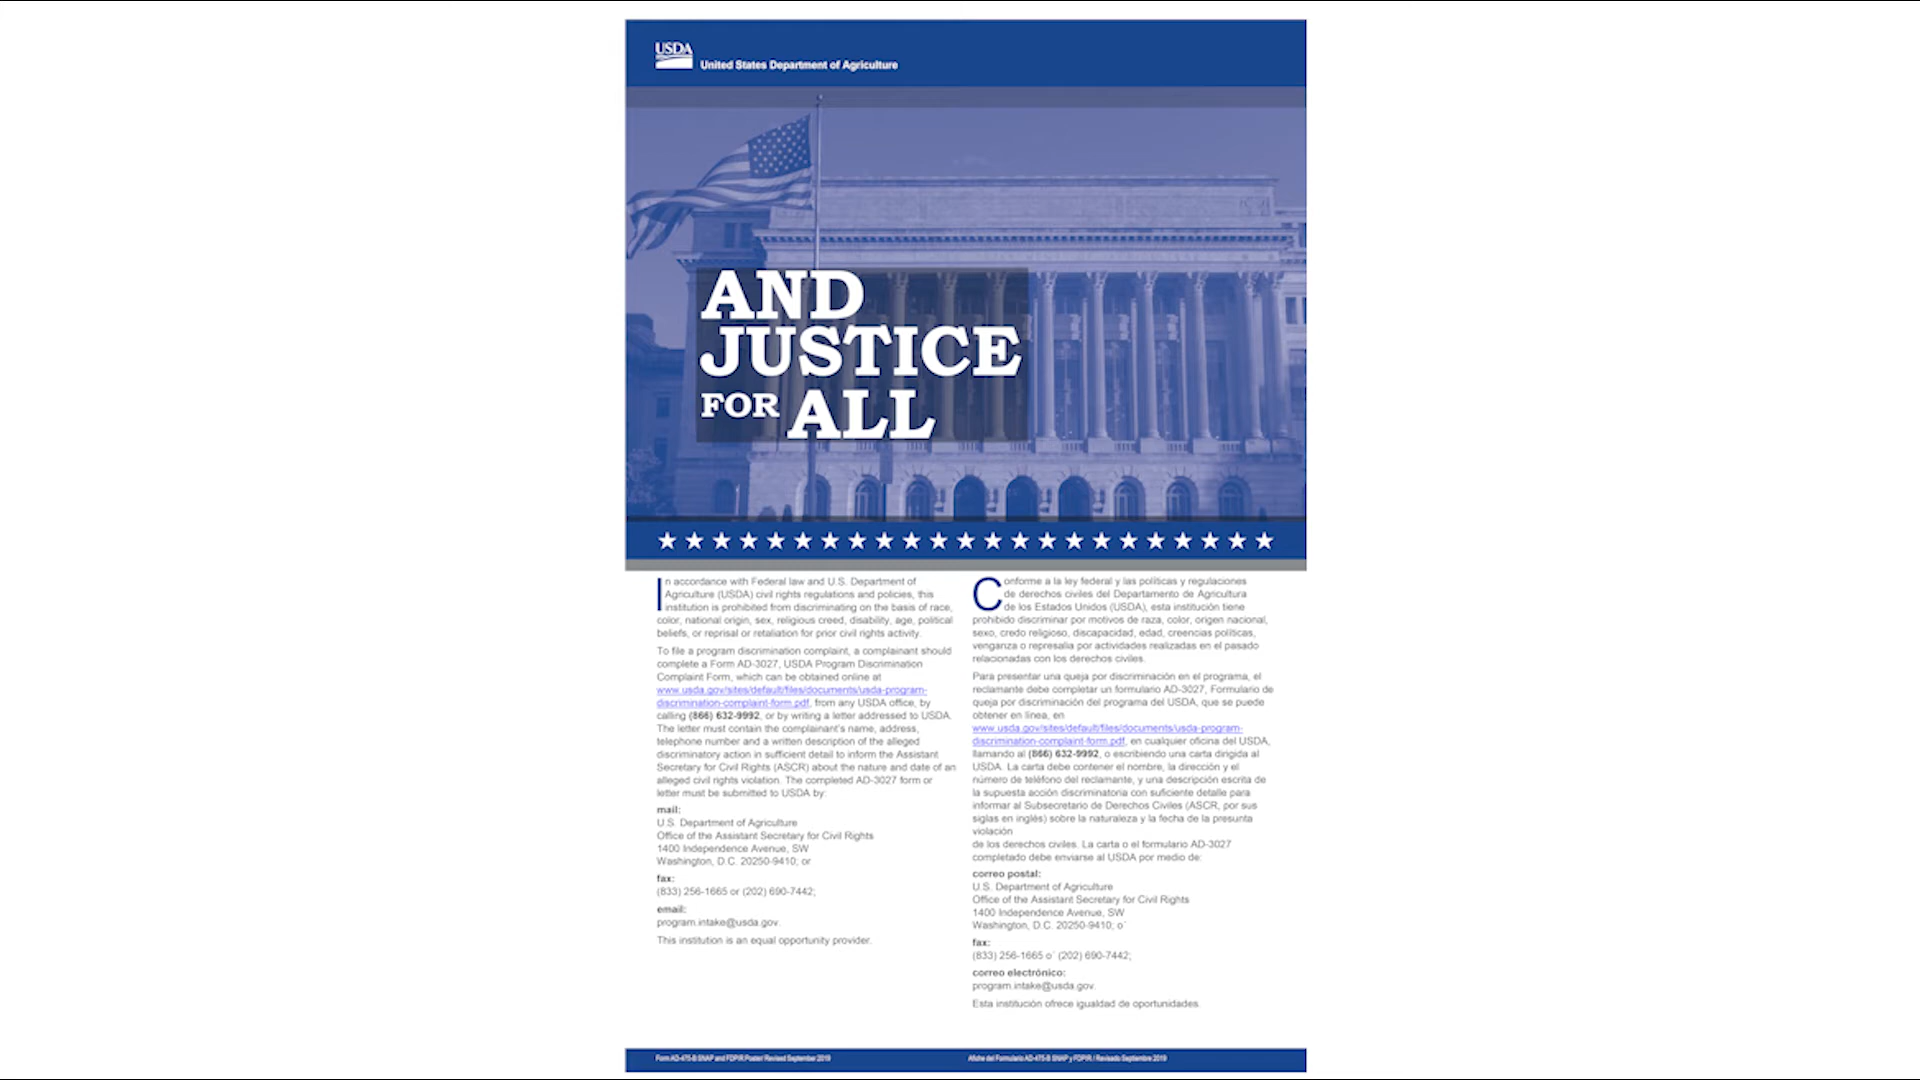 USDA
United States Department of Agriculture
AND
JUSTICE
FOR ALL
In accordance with Federal law and U.S. Department of
Agriculture (USDA) civil rights regulations and policies, this
institution is prohibited from discriminating on the basis of race,
color, national origin, sex, religious creed, disability, age, political
beliefs, or reprisal or retaliation for prior civil rights activity.
To file a program discrimination complaint, a complainant should
complete a Form AD-3027, USDA Program Discrimination
Complaint Form, which can be obtained online at
www.usda.gov/sites/default/files/documents/usda-program-
discrimination-complaint-form.pdf, from any USDA office, by
calling (866) 632-9992, or by writing a letter addressed to USDA.
The letter must contain the complainant's name, address,
telephone number and a written description of the alleged
discriminatory action in sufficient detail to inform the Assistant
Secretary for Civil Rights (ASCR) about the nature and date of an
alleged civil rights violation. The completed AD-3027 form or
letter must be submitted to USDA by:
mail:
U.S. Department of Agriculture
Office of the Assistant Secretary for Civil Rights
1400 Independence Avenue, SW
Washington, D.C. 20250-9410; or
fax:
(833) 256-1665 or (202) 690-7442;
email:
program.intake@usda.gov.
This institution is an equal opportunity provider.
Conforme a la ley federal y las políticas y regulaciones
de derechos civiles del Departamento de Agricultura
de los Estados Unidos (USDA), esta institución tiene
prohibido discriminar por motivos de raza, color, origen nacional,
sexo, credo religioso, discapacidad, edad, creencias políticas,
venganza o represalia por actividades realizadas en el pasado
relacionadas con los derechos civiles.
Para presentar una queja por discriminación en el programa, el
reclamante debe completar un formulario AD-3027, Formulario de
queja por discriminación del programa del USDA, que se puede
obtener en línea, en
www.usda.gov/sites/default/files/documents/usda-program-
discrimination-complaint-form.pdf, en cualquier oficina del USDA,
llamando al (866) 632-9992, o escribiendo una carta dirigida al
USDA. La carta debe contener el nombre, la dirección y el
número de teléfono del reclamante, y una descripción escrita de
la supuesta acción discriminatoria con suficiente detalle para
informar al Subsecretario de Derechos Civiles (ASCR, por sus
siglas en inglés) sobre la naturaleza y la fecha de la presunta
violación
de los derechos civiles. La carta o el formulario AD-3027
completado debe enviarse al USDA por medio de:
correo postal:
U.S. Department of Agriculture
Office of the Assistant Secretary for Civil Rights
1400 Independence Avenue, SW
Washington, D.C. 20250-9410; o´
fax:
(833) 256-1665 o´ (202) 690-7442;
correo electrónico:
program.intake@usda.gov.
Esta institución ofrece igualdad de oportunidades.
Form AD-475-B SNAP and FDPIR Poster/ Revised September 2019
Afiche del Formulario AD-475-B SNAP y FDPIR / Revisado Septiembre 2019